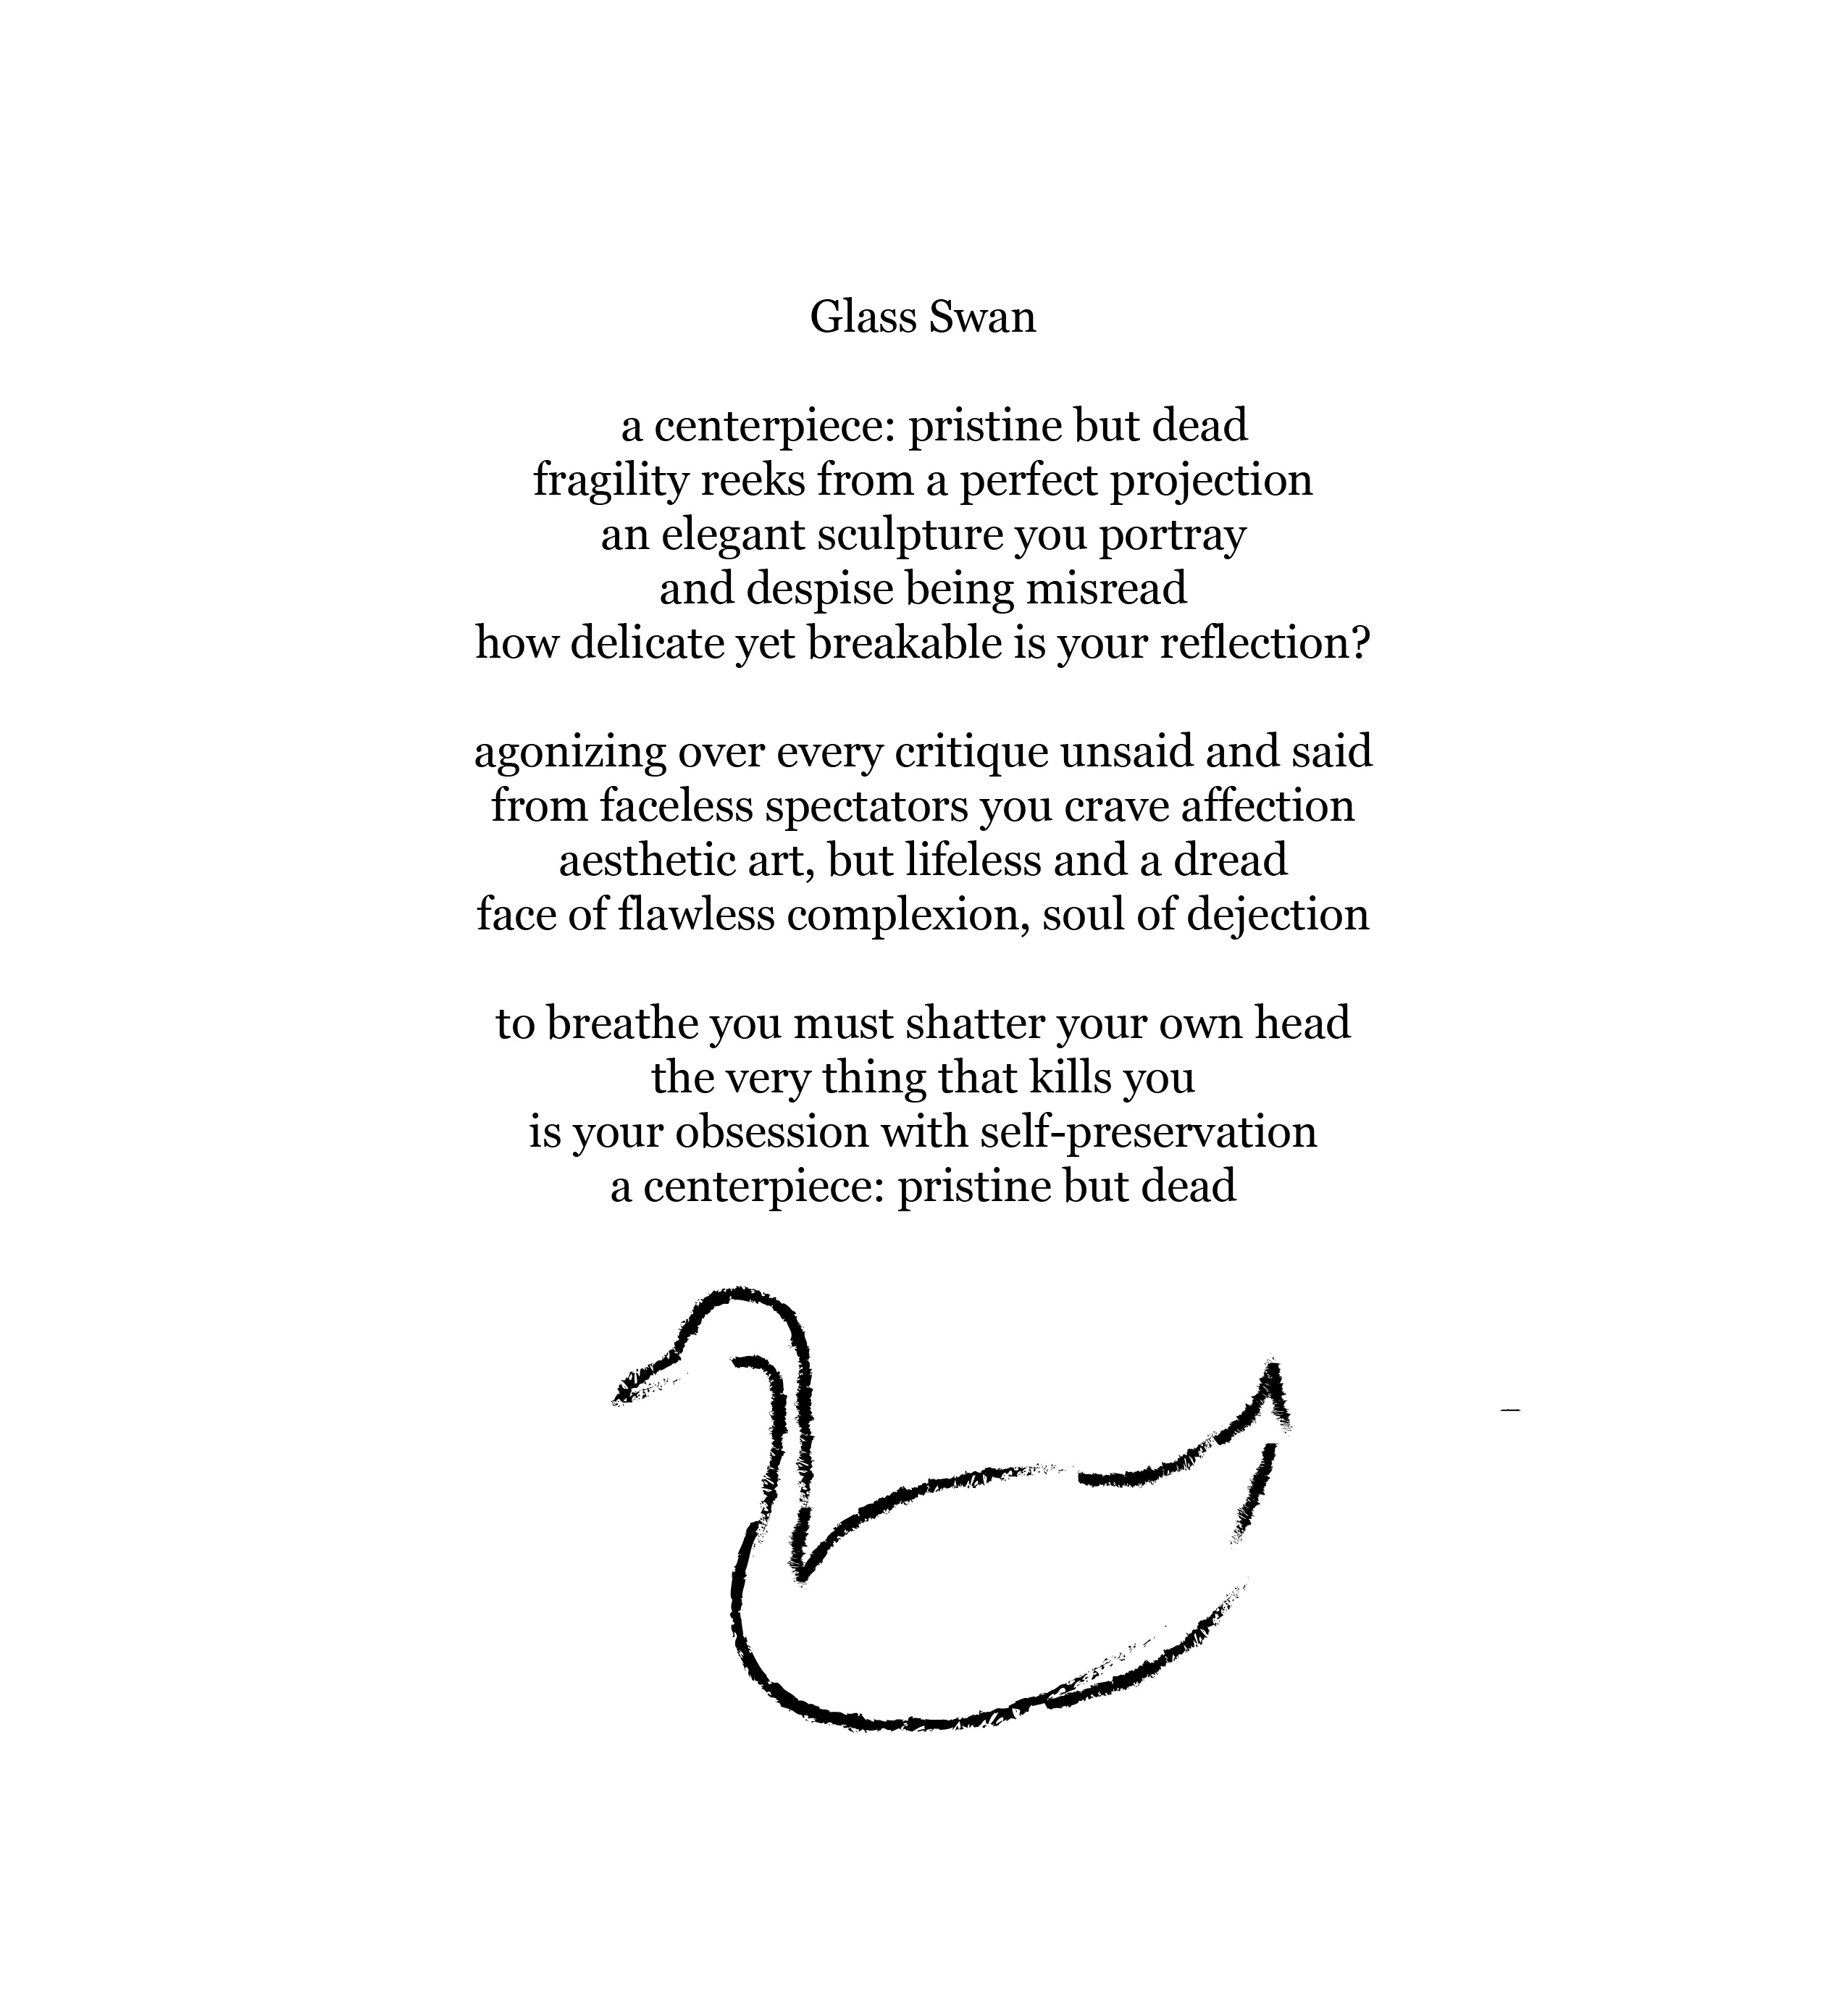 Glass Swan
a centerpiece: pristine but dead
fragility reeks from a perfect projection
an elegant sculpture you portray
and despise being misread
how delicate yet breakable is your reflection?
agonizing over every critique unsaid and said
from faceless spectators you crave affection
aesthetic art, but lifeless and a dread
face of flawless complexion, soul of dejection
to breathe you must shatter your own head
the very thing that kills you
is your obsession with self-preservation
a centerpiece: pristine but dead